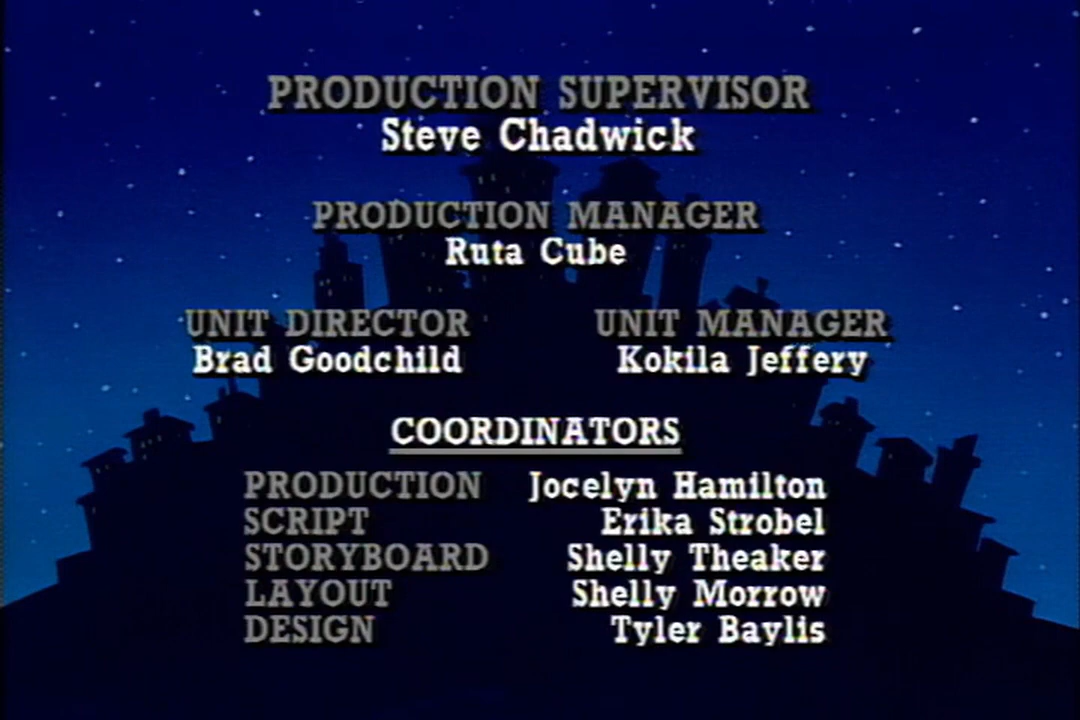 PRODUCTION SUPERVISOR
Steve Chadwick
PRODUCTION MANAGER
Ruta Cube
UNIT DIRECTOR UNIT MANAGER
Brad Goodchild Kokila Jeffery
COORDINATORS
PRODUCTION Jocelyn Hamilton
SCRIPT Erika Strobel
STORYBOARD Shelly Theaker
LAYOUT Shelly Morrow
DESIGN Tyler Baylis